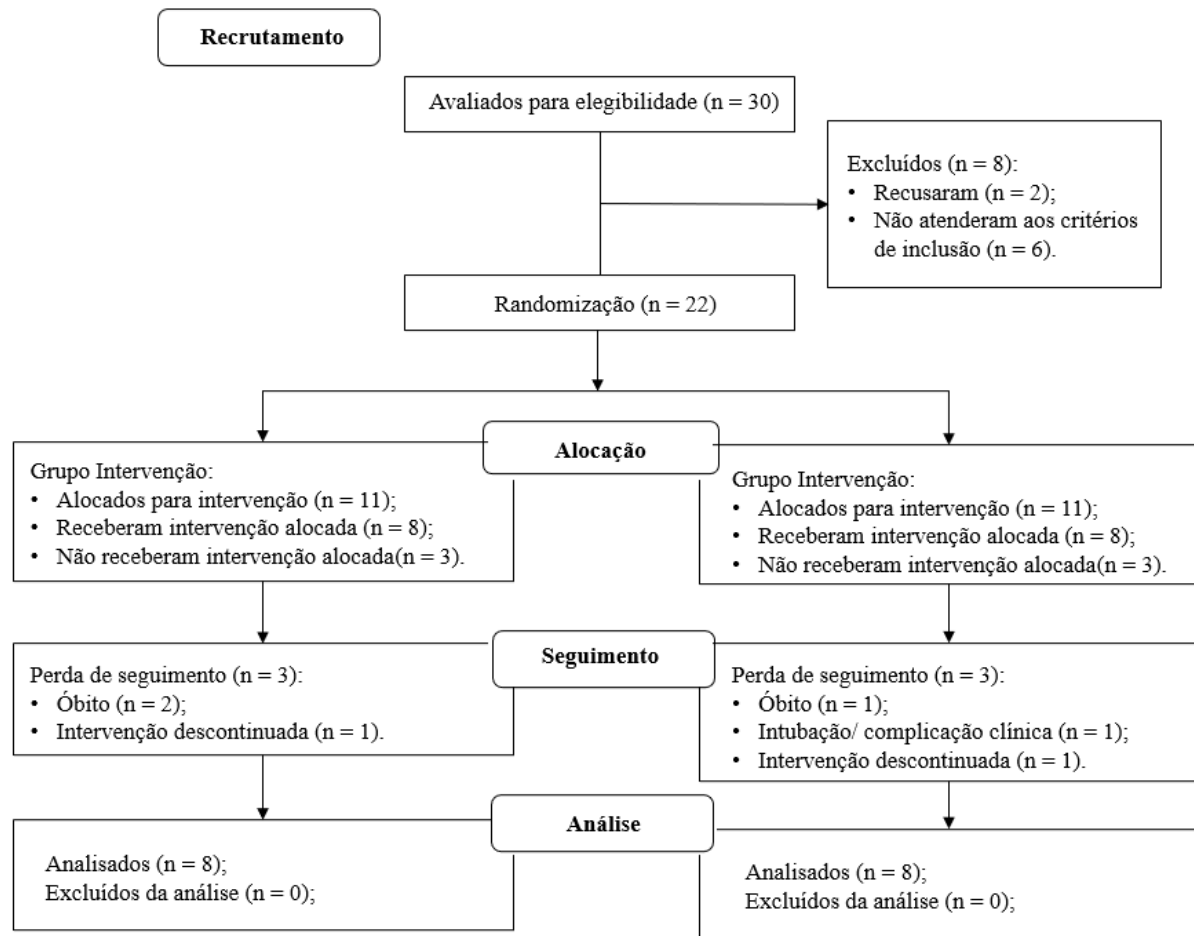 Recrutamento
Avaliados para elegibilidade (n = 30)
Excluídos (n = 8):
• Recusaram (n = 2);
• Não atenderam aos critérios
de inclusão (n = 6).
Randomização (n = 22)
Alocação
Grupo Intervenção:
• Alocados para intervenção (n = 11);
• Receberam intervenção alocada (n = 8);
• Não receberam intervenção alocada(n = 3).
Grupo Intervenção:
• Alocados para intervenção (n = 11);
• Receberam intervenção alocada (n = 8);
• Não receberam intervenção alocada(n = 3).
Seguimento
Perda de seguimento (n = 3):
• Óbito (n = 2);
• Intervenção descontinuada (n = 1).
Perda de seguimento (n = 3):
• Óbito (n = 1);
• Intubação/ complicação clínica (n = 1);
• Intervenção descontinuada (n = 1).
Análise
Analisados (n = 8);
Excluídos da análise (n = 0);
Analisados (n = 8);
Excluídos da análise (n = 0);